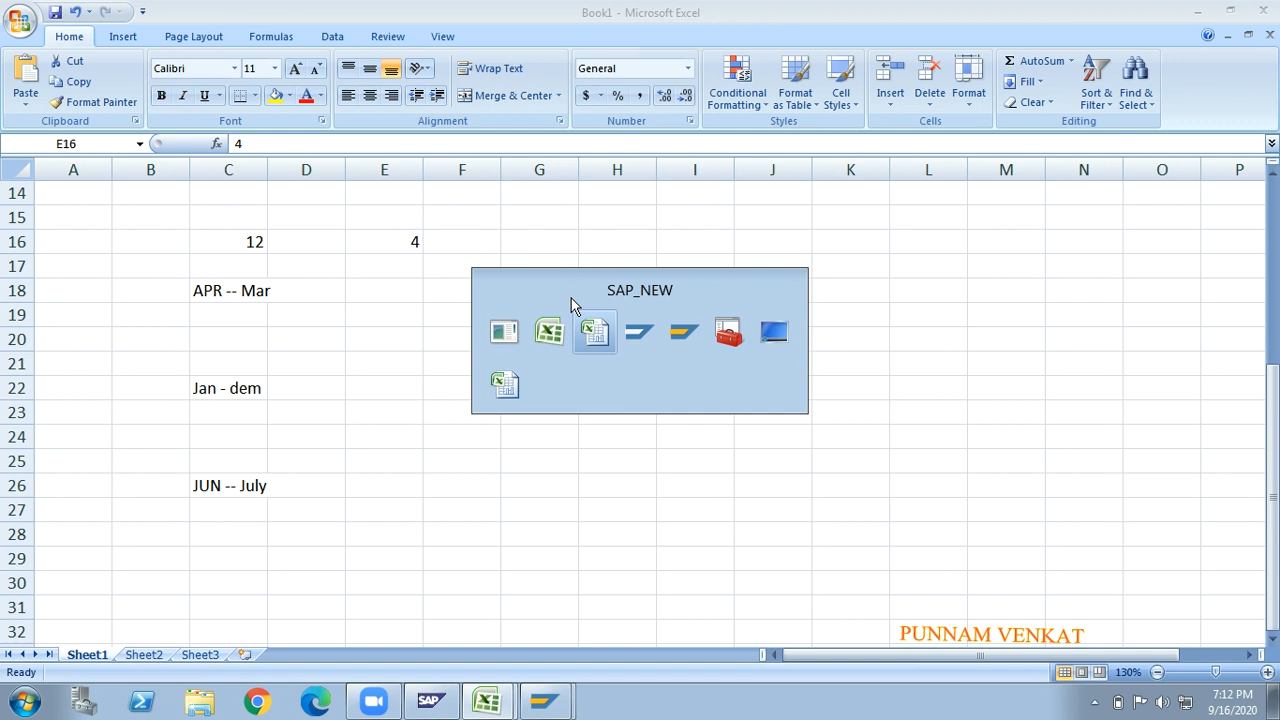 Book1 - Microsoft Excel
Home Insert Page Layout Formulas Data Review View
Paste
Cut
Copy
Format Painter
Clipboard
Calibri 11
B I U A
Font
Wrap Text
Merge & Center
Alignment
General
$ % ,
Number
Conditional Formatting
Format as Table
Cell Styles
Styles
Insert Delete Format
Cells
Σ AutoSum
Fill
Clear
Sort & Filter
Find & Select
Editing
E16 fx 4
A B C D E F G H I J K L M N O P
14
15
16 12 4
17
18 APR -- Mar
SAP_NEW
19
20
21
22 Jan - dem
23
24
25
26 JUN -- July
27
28
29
30
31
32
PUNNAM VENKAT
Sheet1 Sheet2 Sheet3
Ready 130%
SAP
7:12 PM
9/16/2020